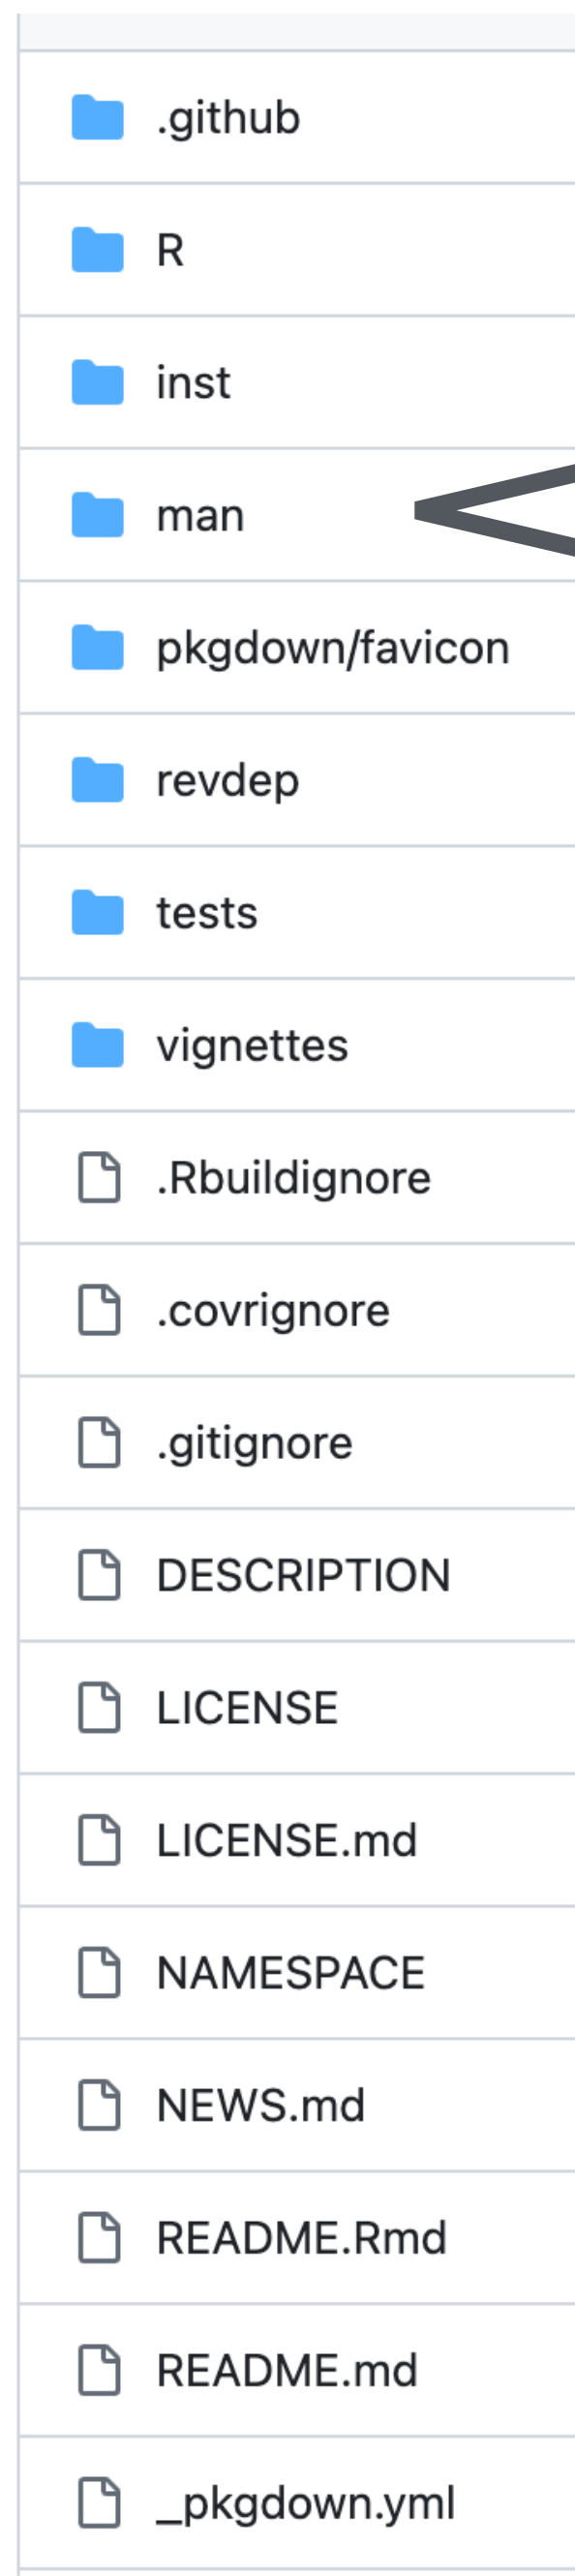 .github
R
inst
man
pkgdown/favicon
revdep
tests
vignettes
.Rbuildignore
.covrignore
.gitignore
DESCRIPTION
LICENSE
LICENSE.md
NAMESPACE
NEWS.md
README.Rmd
README.md
_pkgdown.yml